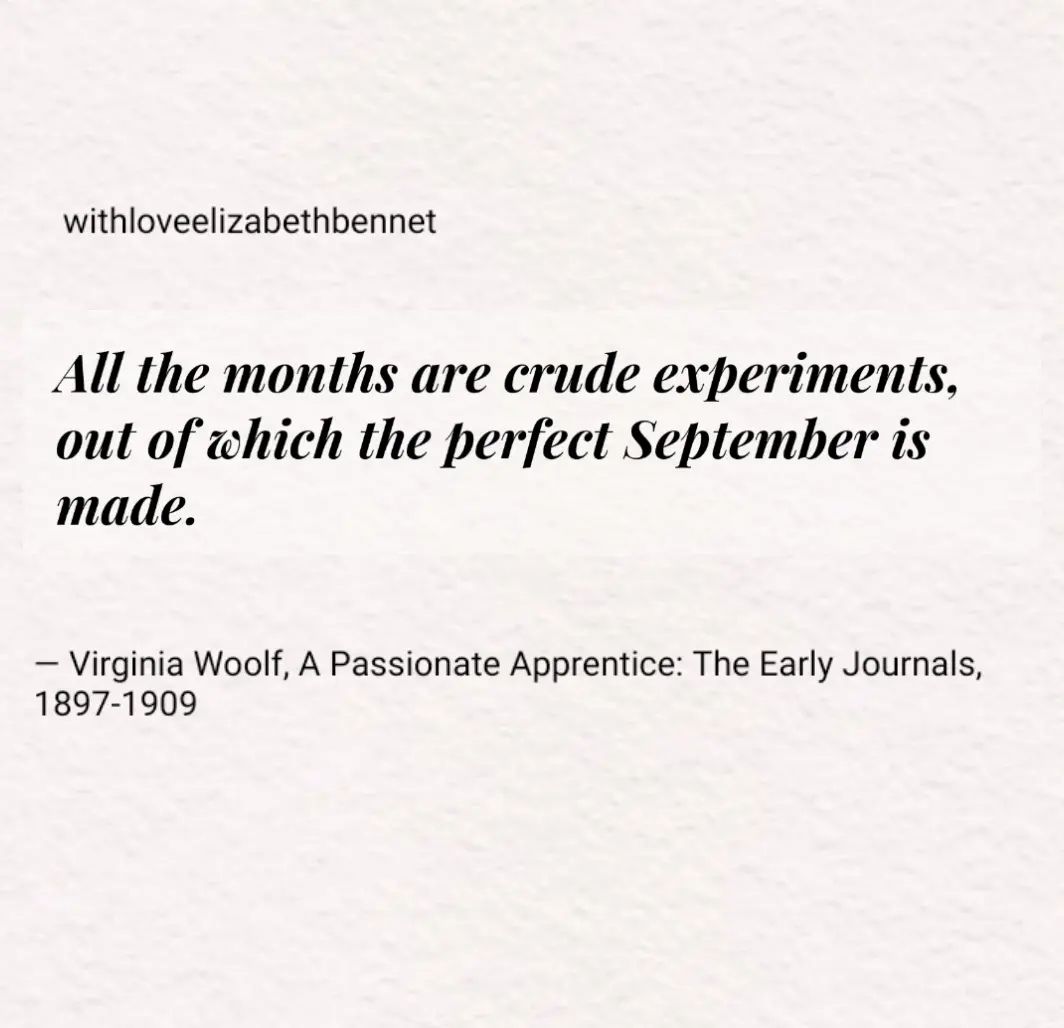 withloveelizabethbennet
All the months are crude experiments,
out of which the perfect September is
made.
— Virginia Woolf, A Passionate Apprentice: The Early Journals,
1897-1909